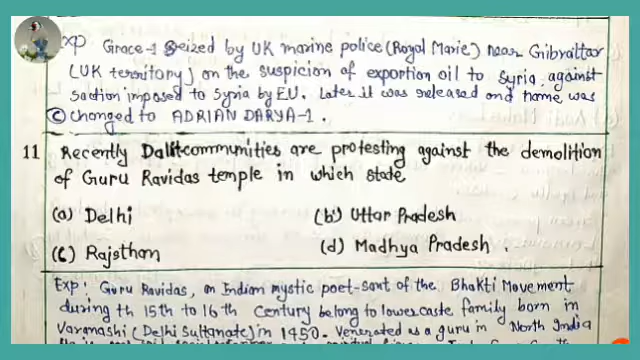 Exp Grace-1 seized by UK marine police (Royal Marie) near Gibralttar
(UK territory) on the suspicion of exportion oil to Syria against
saction imposed to Syria by E.U. Later it was released and name was
(C) changed to ADRIAN DARYA-1.
11 Recently Dalitcommunities are protesting against the demolition
of Guru Ravidas temple in which state
(a) Delhi (b) Uttar Pradesh
(C) Rajsthan (d) Madhya Pradesh.
Exp: Guru Ravidas, an Indian mystic poet-sant of the Bhakti Movement
during th 15th to 16th Century belong to lower caste family born in
Varanashi (Delhi Sultanate) in 1450. Venerated as a guru in North India